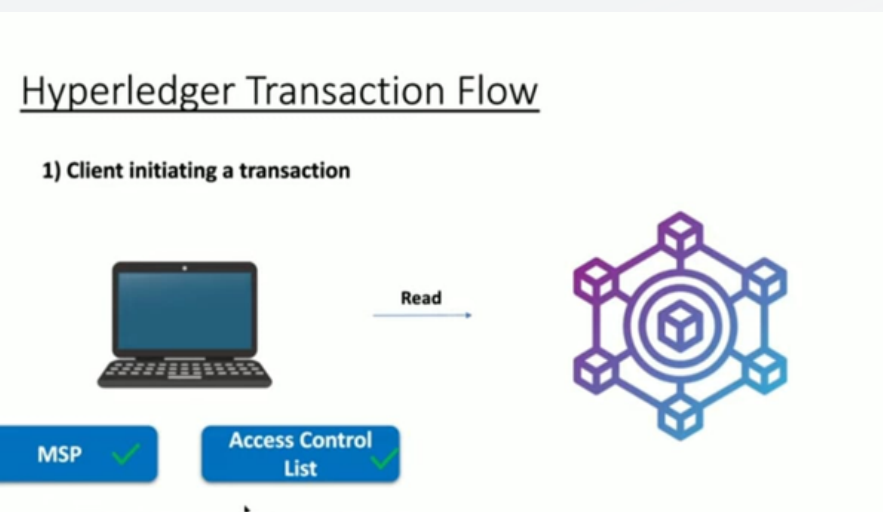 Hyperledger Transaction Flow
1) Client initiating a transaction
Read
MSP
Access Control
List